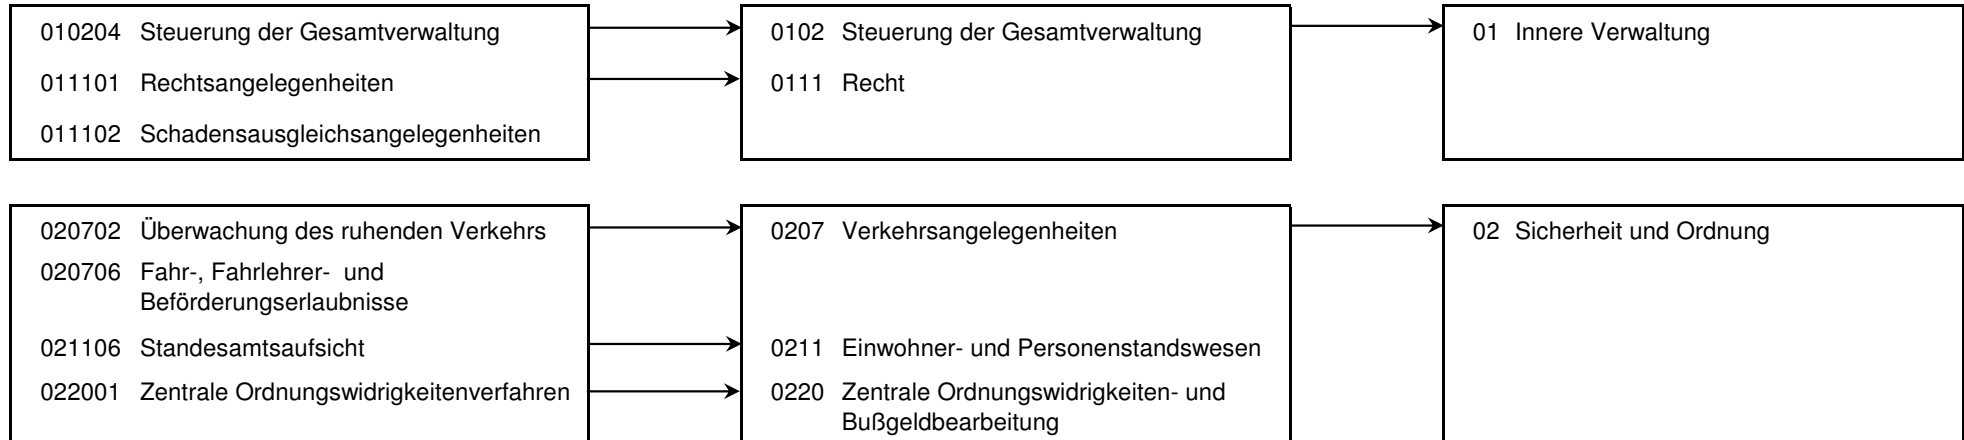 010204 Steuerung der Gesamtverwaltung
0102 Steuerung der Gesamtverwaltung
01 Innere Verwaltung
011101 Rechtsangelegenheiten
0111 Recht
011102 Schadensausgleichsangelegenheiten
020702 Überwachung des ruhenden Verkehrs
0207 Verkehrsangelegenheiten
02 Sicherheit und Ordnung
020706 Fahr-, Fahrlehrer- und
Beförderungserlaubnisse
021106 Standesamtsaufsicht
0211 Einwohner- und Personenstandswesen
022001 Zentrale Ordnungswidrigkeitenverfahren
0220 Zentrale Ordnungswidrigkeiten- und
Bußgeldbearbeitung